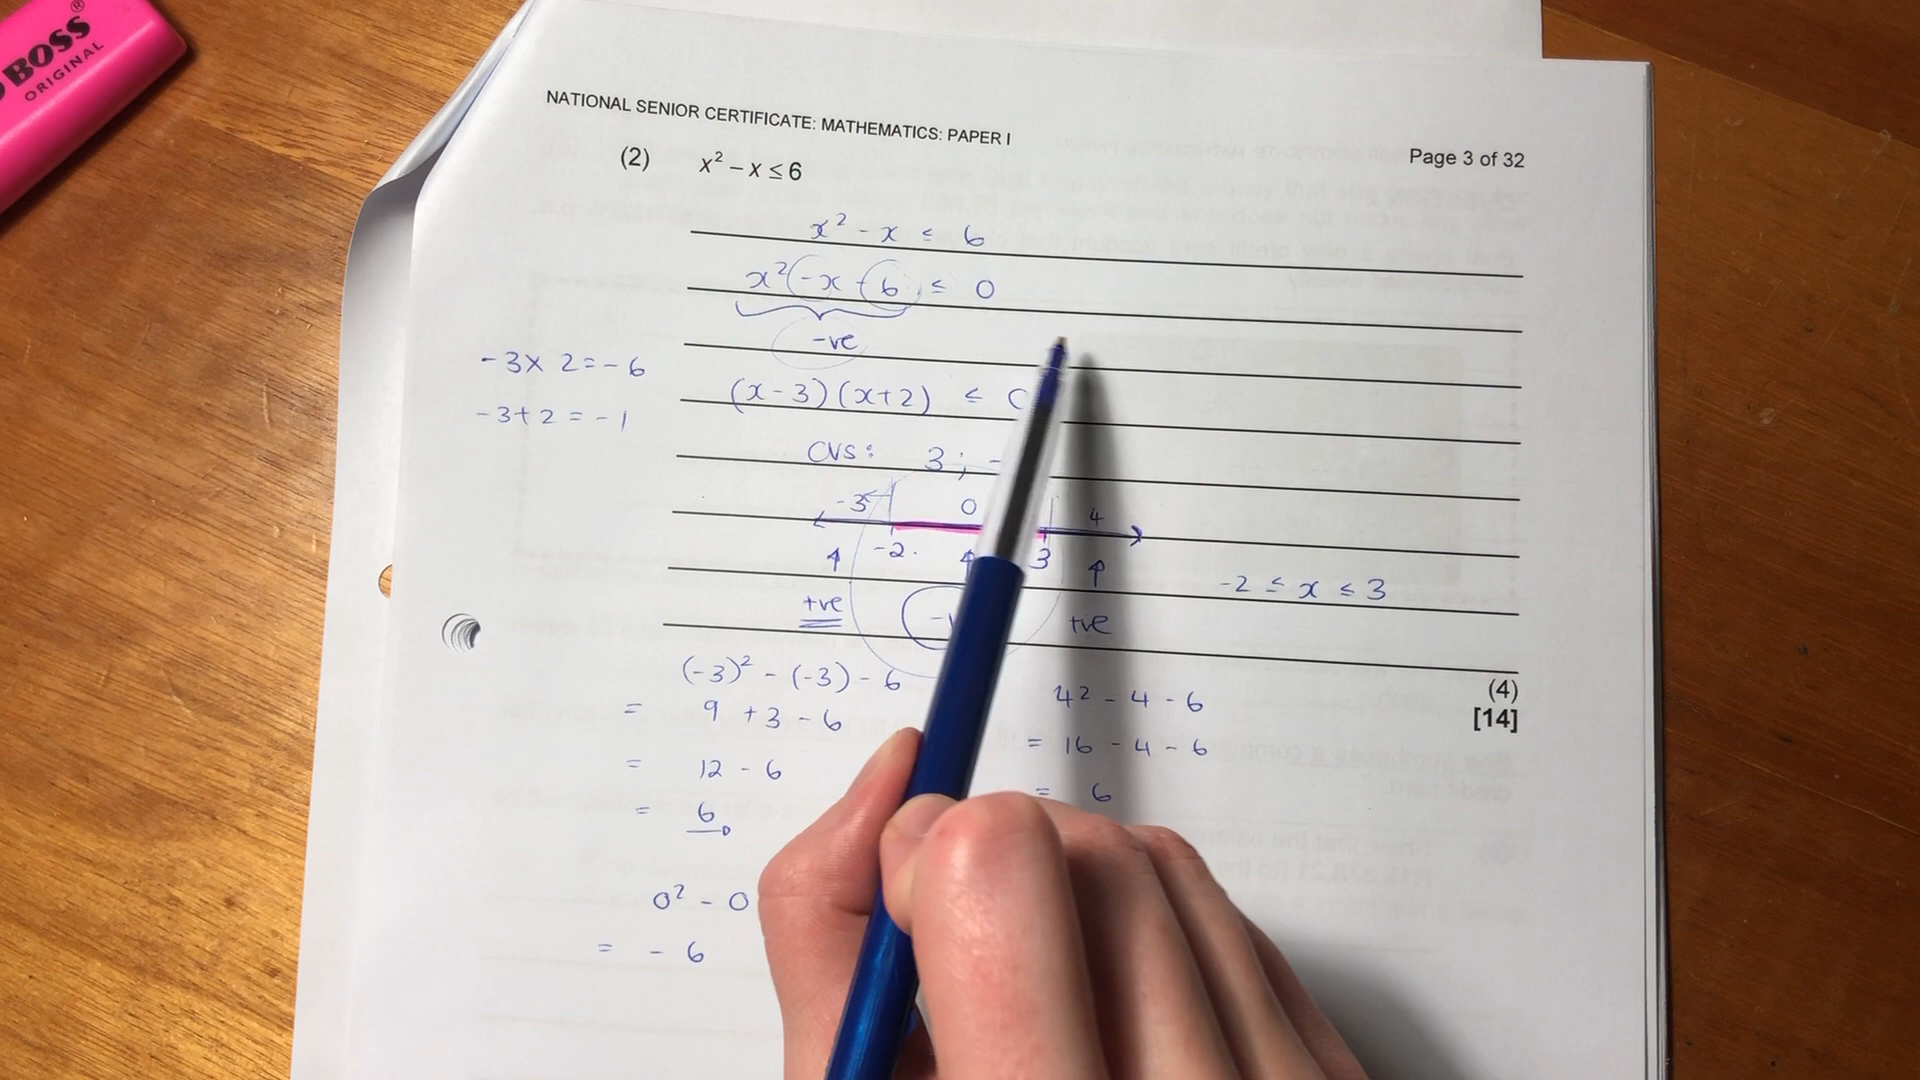 BOSS
ORIGINAL
NATIONAL SENIOR CERTIFICATE: MATHEMATICS: PAPER I
Page 3 of 32
(2) x² – x ≤ 6
x² - x ≤ 6
x² - x - 6 ≤ 0
-ve
-3 x 2 = -6
(x-3)(x+2) ≤
-3+2 = -1
CVs: 3 ; -
-3 0 4
-2 3
-2 ≤ x ≤ 3
+ve +ve
(-3)² - (-3) - 6
= 9 + 3 - 6
= 12 - 6
= 6
4² - 4 - 6
= 16 - 4 - 6
= 6
(4)
[14]
0² - 0
= - 6